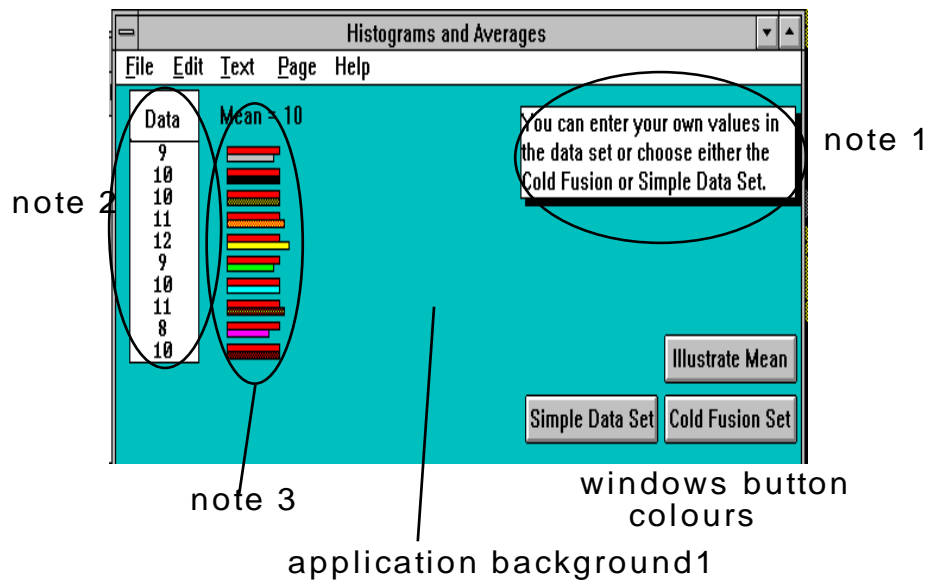 Histograms and Averages
File Edit Text Page Help
Data
Mean = 10
9
10
10
11
12
9
10
11
8
10
You can enter your own values in
the data set or choose either the
Cold Fusion or Simple Data Set.
note 1
note 2
Illustrate Mean
Simple Data Set
Cold Fusion Set
note 3
windows button
colours
application background1